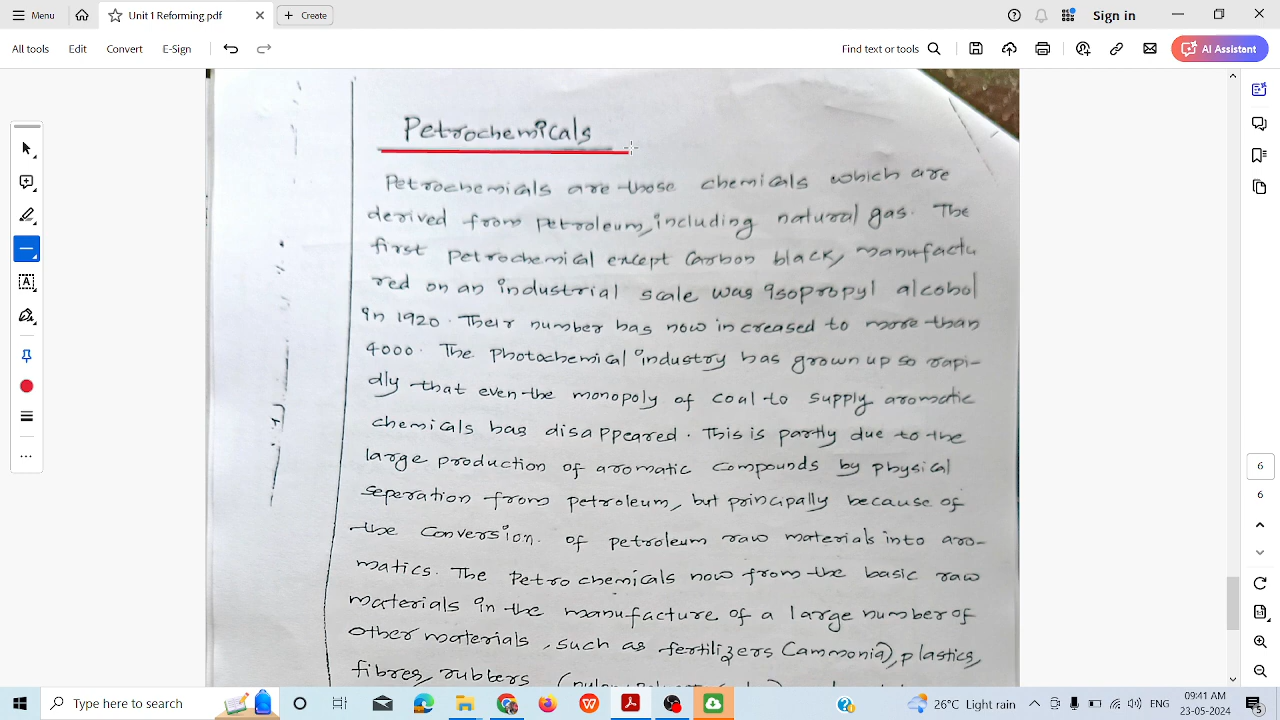 Menu
Unit 1 Reforming.pdf
Create
Sign in
All tools
Edit
Convert
E-Sign
Find text or tools
AI Assistant
Petrochemicals
Petrochemicals are those chemicals which are
derived from Petroleum, including natural gas. The
first Petrochemical except Carbon black, manufactu
red on an industrial scale was isopropyl alcohol
in 1920. Their number has now increased to more than
4000. The Photochemical industry has grown up so rapi-
dly that even the monopoly of coal to supply aromatic
chemicals has disappeared. This is partly due to the
large production of aromatic compounds by physical
seperation from petroleum, but principally because of
the Conversion. of petroleum raw materials into aro-
matics. The Petrochemicals now from the basic raw
materials in the manufacture of a large number of
other materials, such as fertilizers (ammonia), plastics,
fibres, rubbers
6
6
Type here to search
26°C Light rain
ENG
09:41 AM
23-05-2024
5